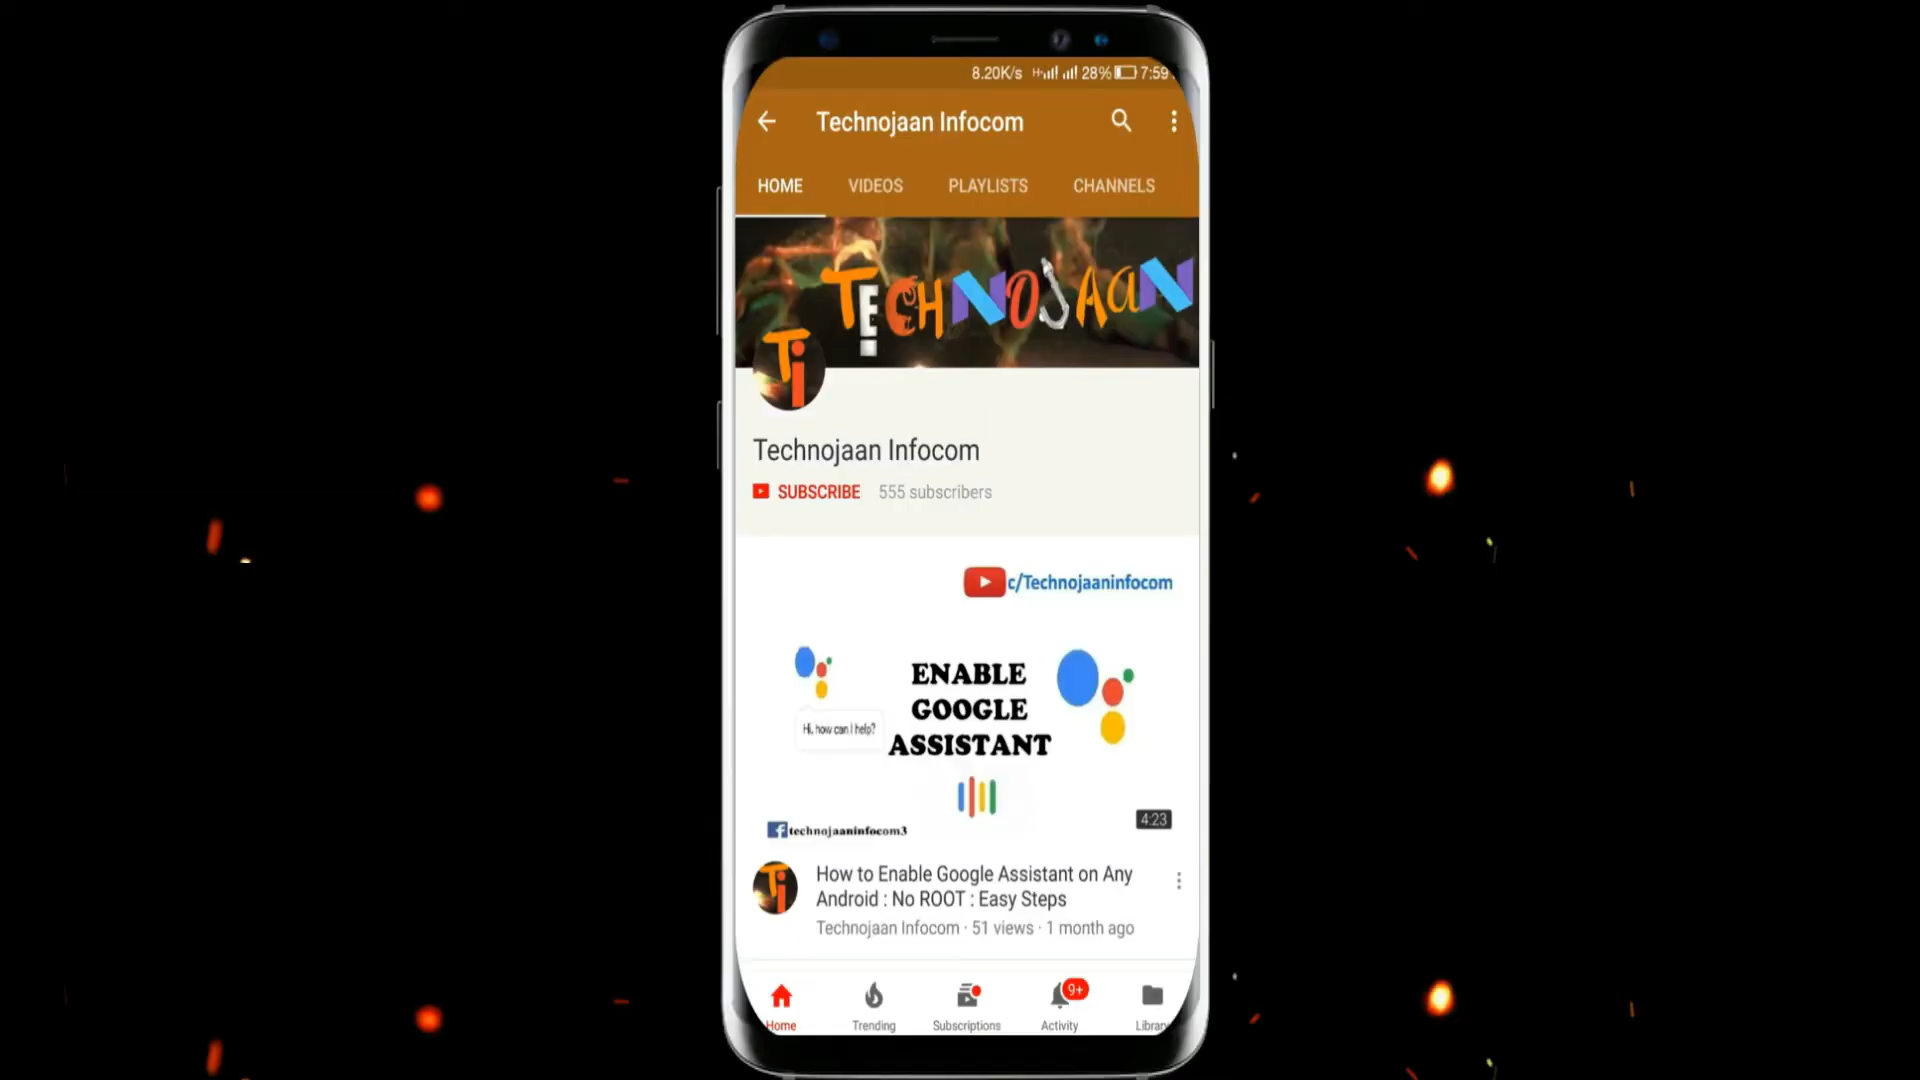 8.20K/s H+ 28% 7:59
Technojaan Infocom
HOME VIDEOS PLAYLISTS CHANNELS
TECHNOJAAN
Ti
Technojaan Infocom
SUBSCRIBE 555 subscribers
c/Technojaaninfocom
ENABLE
GOOGLE
ASSISTANT
Hi, how can I help?
technojaaninfocom3
4:23
Ti
How to Enable Google Assistant on Any
Android : No ROOT : Easy Steps
Technojaan Infocom · 51 views · 1 month ago
9+
Home Trending Subscriptions Activity Library